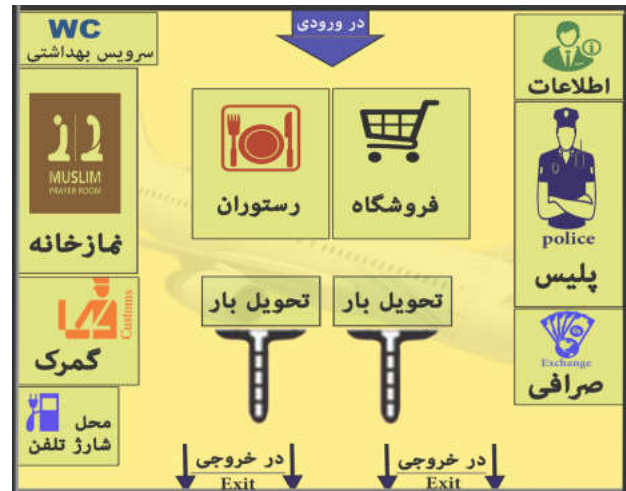 در ورودی
WC
سرویس بهداشتی
اطلاعات
MUSLIM
PRAYER ROOM
نمازخانه
رستوران
فروشگاه
police
پلیس
Customs
گمرک
تحویل بار
تحویل بار
Exchange
صرافی
محل
شارژ تلفن
در خروجی
Exit
در خروجی
Exit